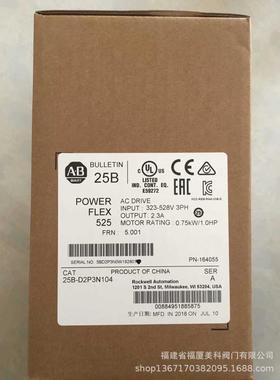 AB
BULLETIN
25B
UL
LISTED
IND. CONT. EQ.
E59272
CE
POWER
FLEX
525
AC DRIVE
INPUT : 323-528V 3PH
OUTPUT: 2.3A
MOTOR RATING : 0.75kW/1.0HP
FRN : 5.001
PN-164055
CAT
25B-D2P3N104
PRODUCT OF CHINA
SERIES
A
Rockwell Automation
1201 S 2nd St, Milwaukee, WI 53204, USA
00884951885875
MFD IN 2018 ON JUL 10
福建省福厦美科阀门有限公司
shop1367170382095.1688.com